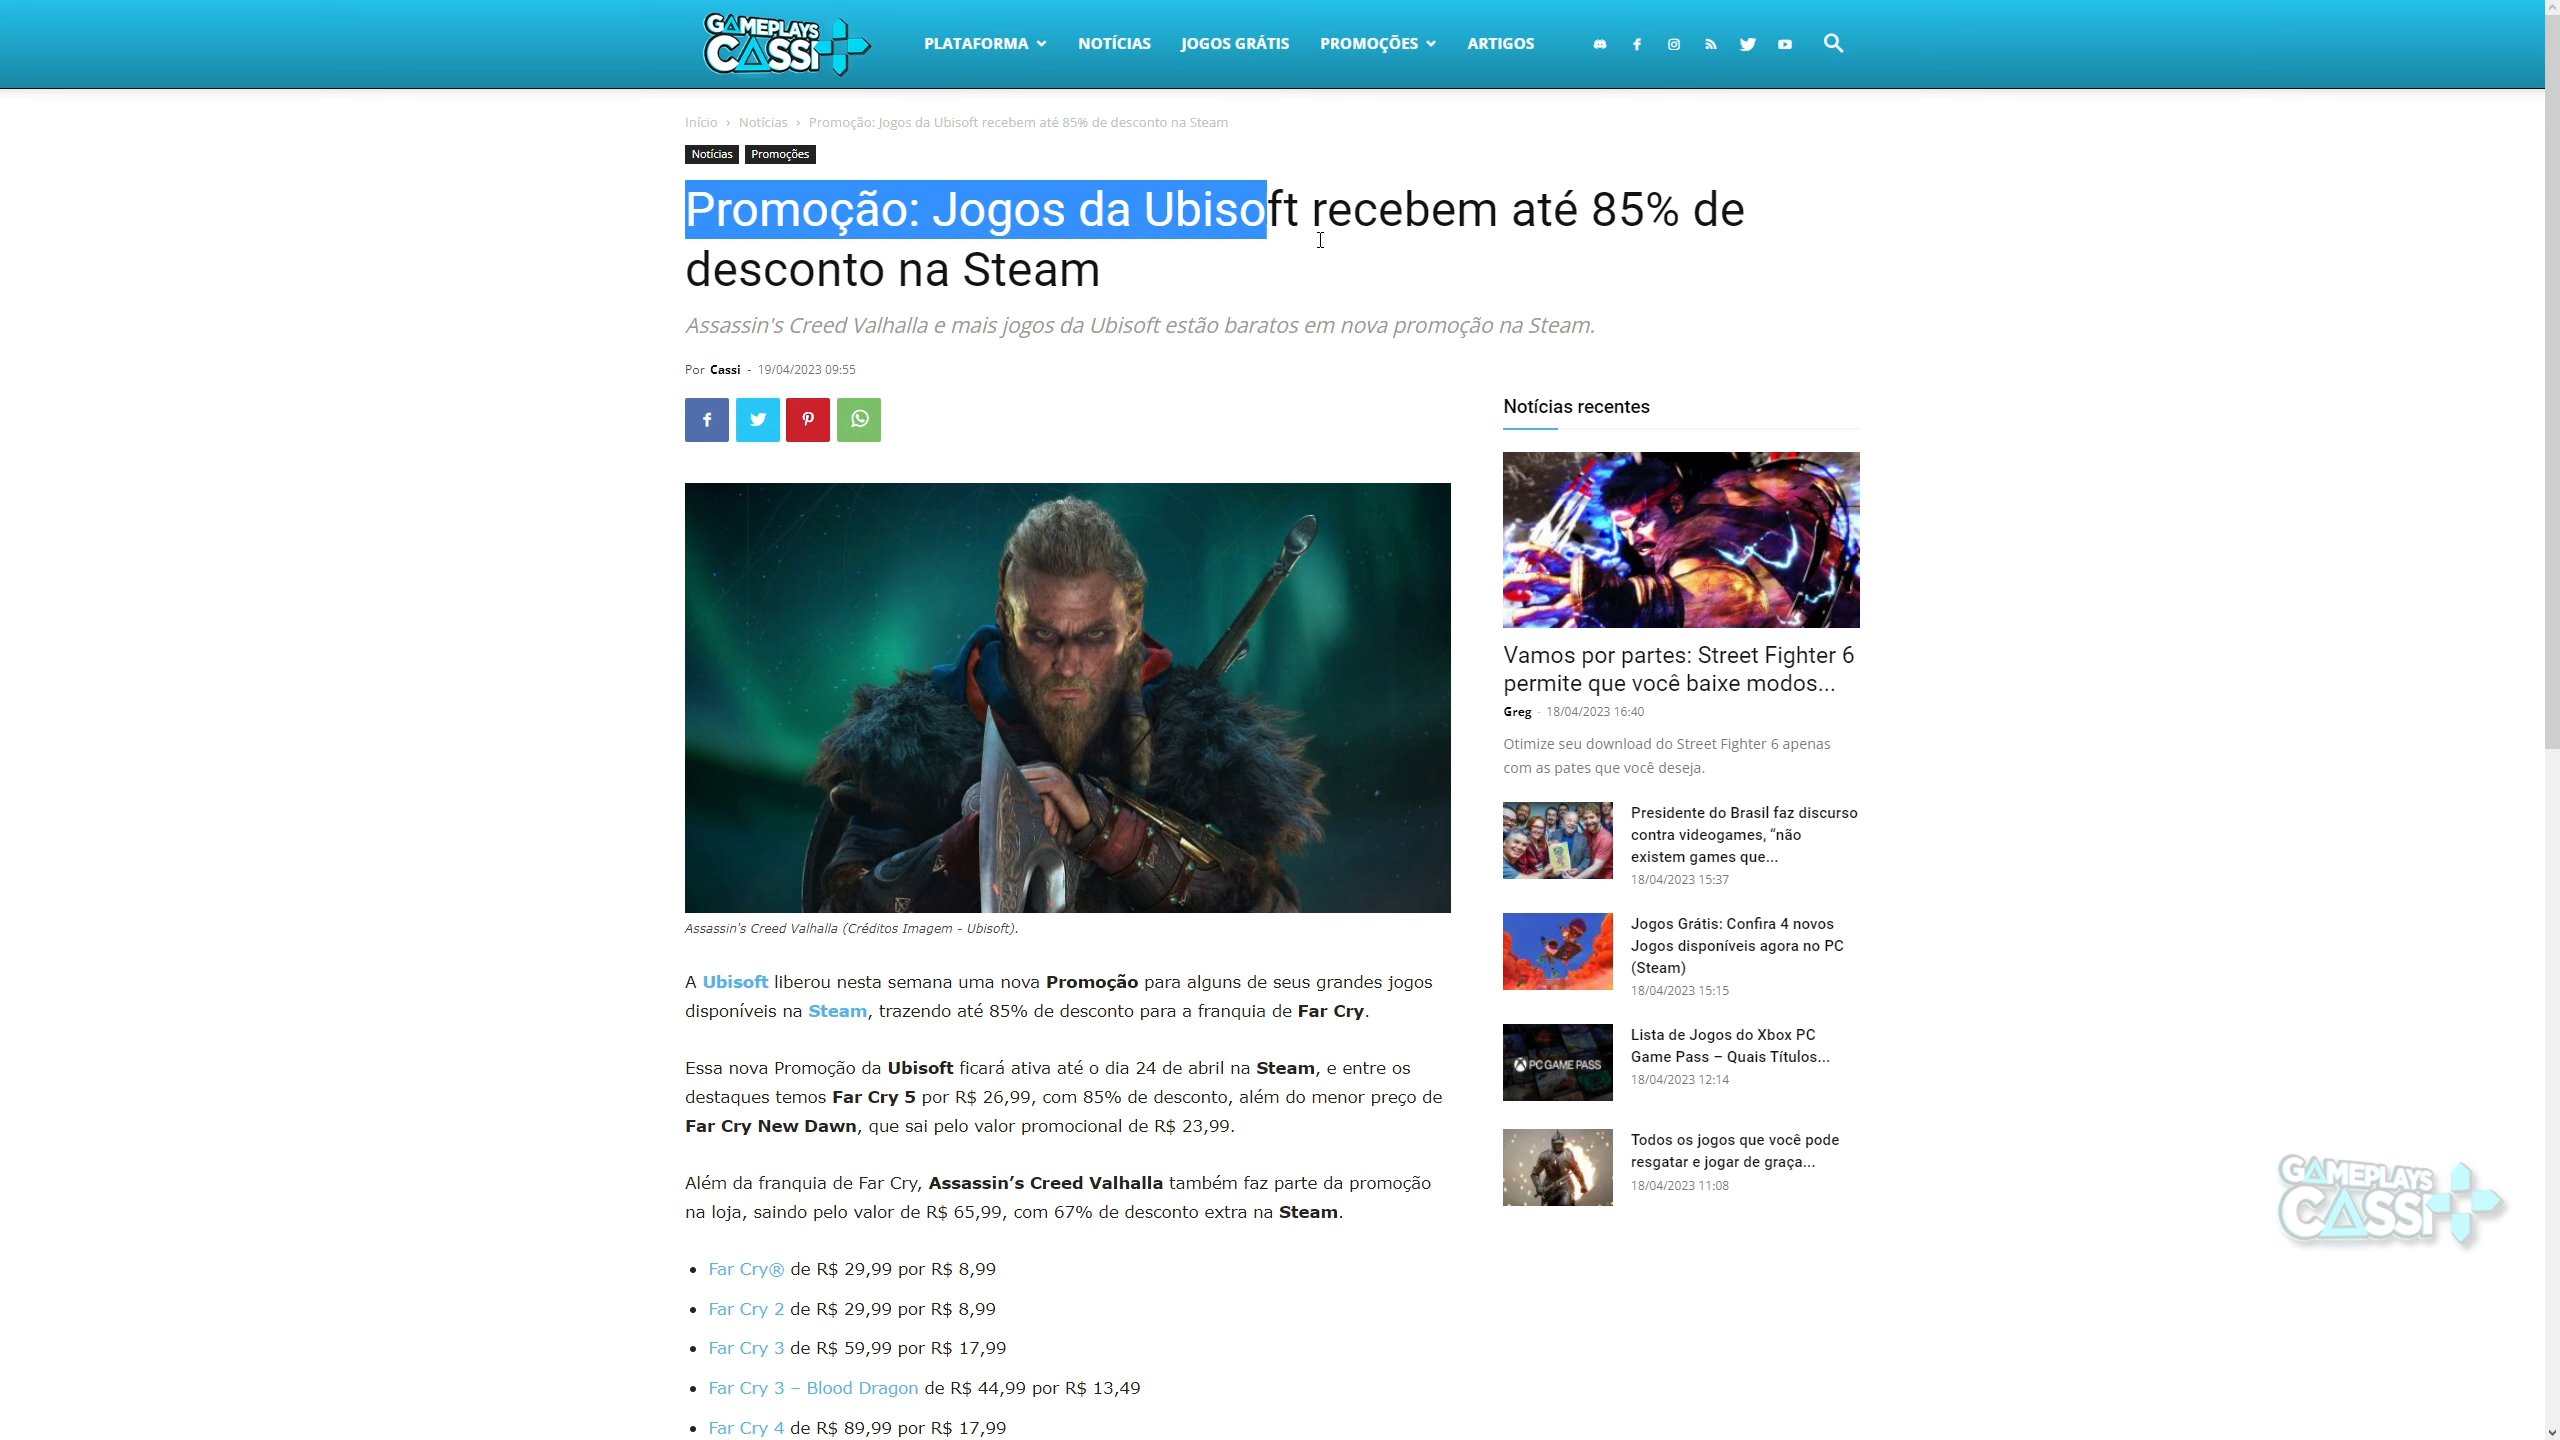 GAMEPLAYS
CASSI
PLATAFORMA NOTÍCIAS JOGOS GRÁTIS PROMOÇÕES ARTIGOS
Início › Notícias › Promoção: Jogos da Ubisoft recebem até 85% de desconto na Steam
Notícias Promoções
Promoção: Jogos da Ubisoft recebem até 85% de
desconto na Steam
Assassin's Creed Valhalla e mais jogos da Ubisoft estão baratos em nova promoção na Steam.
Por Cassi - 19/04/2023 09:55
Assassin's Creed Valhalla (Créditos Imagem - Ubisoft).
A Ubisoft liberou nesta semana uma nova Promoção para alguns de seus grandes jogos
disponíveis na Steam, trazendo até 85% de desconto para a franquia de Far Cry.
Essa nova Promoção da Ubisoft ficará ativa até o dia 24 de abril na Steam, e entre os
destaques temos Far Cry 5 por R$ 26,99, com 85% de desconto, além do menor preço de
Far Cry New Dawn, que sai pelo valor promocional de R$ 23,99.
Além da franquia de Far Cry, Assassin’s Creed Valhalla também faz parte da promoção
na loja, saindo pelo valor de R$ 65,99, com 67% de desconto extra na Steam.
• Far Cry® de R$ 29,99 por R$ 8,99
• Far Cry 2 de R$ 29,99 por R$ 8,99
• Far Cry 3 de R$ 59,99 por R$ 17,99
• Far Cry 3 – Blood Dragon de R$ 44,99 por R$ 13,49
• Far Cry 4 de R$ 89,99 por R$ 17,99
Notícias recentes
Vamos por partes: Street Fighter 6
permite que você baixe modos...
Greg - 18/04/2023 16:40
Otimize seu download do Street Fighter 6 apenas
com as pates que você deseja.
Presidente do Brasil faz discurso
contra videogames, “não
existem games que...
18/04/2023 15:37
Jogos Grátis: Confira 4 novos
Jogos disponíveis agora no PC
(Steam)
18/04/2023 15:15
PC GAME PASS
Lista de Jogos do Xbox PC
Game Pass – Quais Títulos...
18/04/2023 12:14
Todos os jogos que você pode
resgatar e jogar de graça...
18/04/2023 11:08
GAMEPLAYS
CASSI